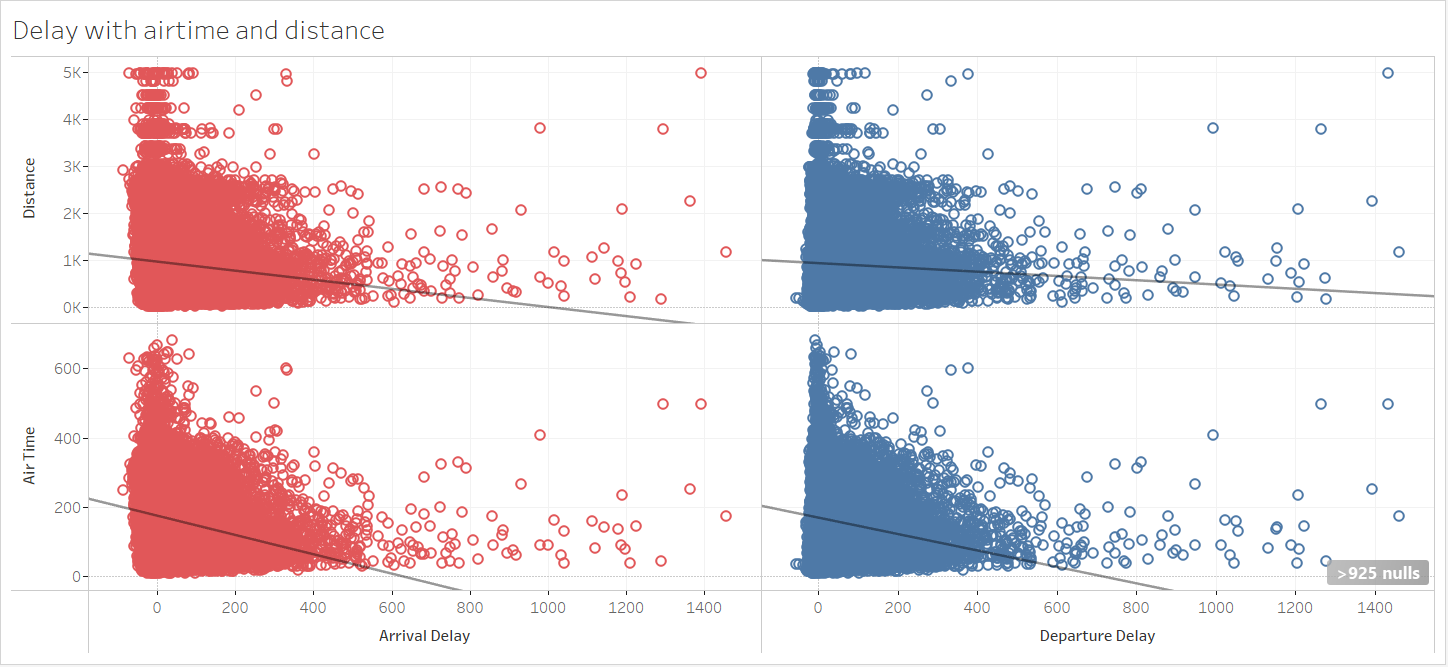 Delay with airtime and distance
5K
4K
3K
2K
1K
0K
Distance
600
400
200
0
Air Time
>925 nulls
0 200 400 600 800 1000 1200 1400
0 200 400 600 800 1000 1200 1400
Arrival Delay
Departure Delay